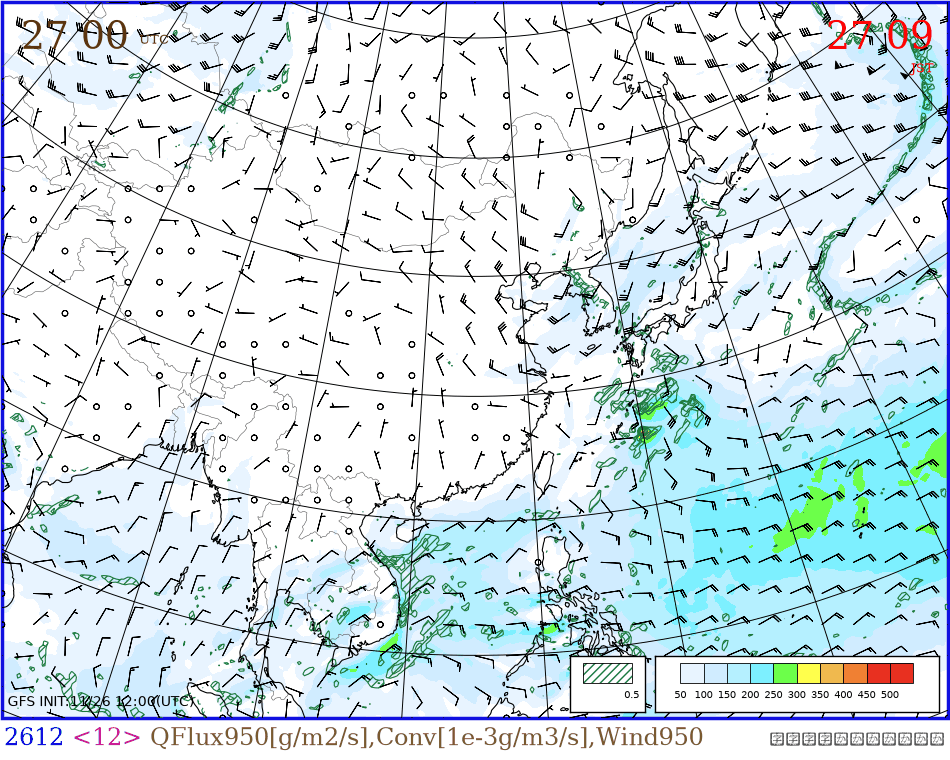 27 00 UTC
27 09
JST
0.5
50 100 150 200 250 300 350 400 450 500
GFS INIT:11/26 12:00(UTC)
2612 <12> QFlux950[g/m2/s],Conv[1e-3g/m3/s],Wind950